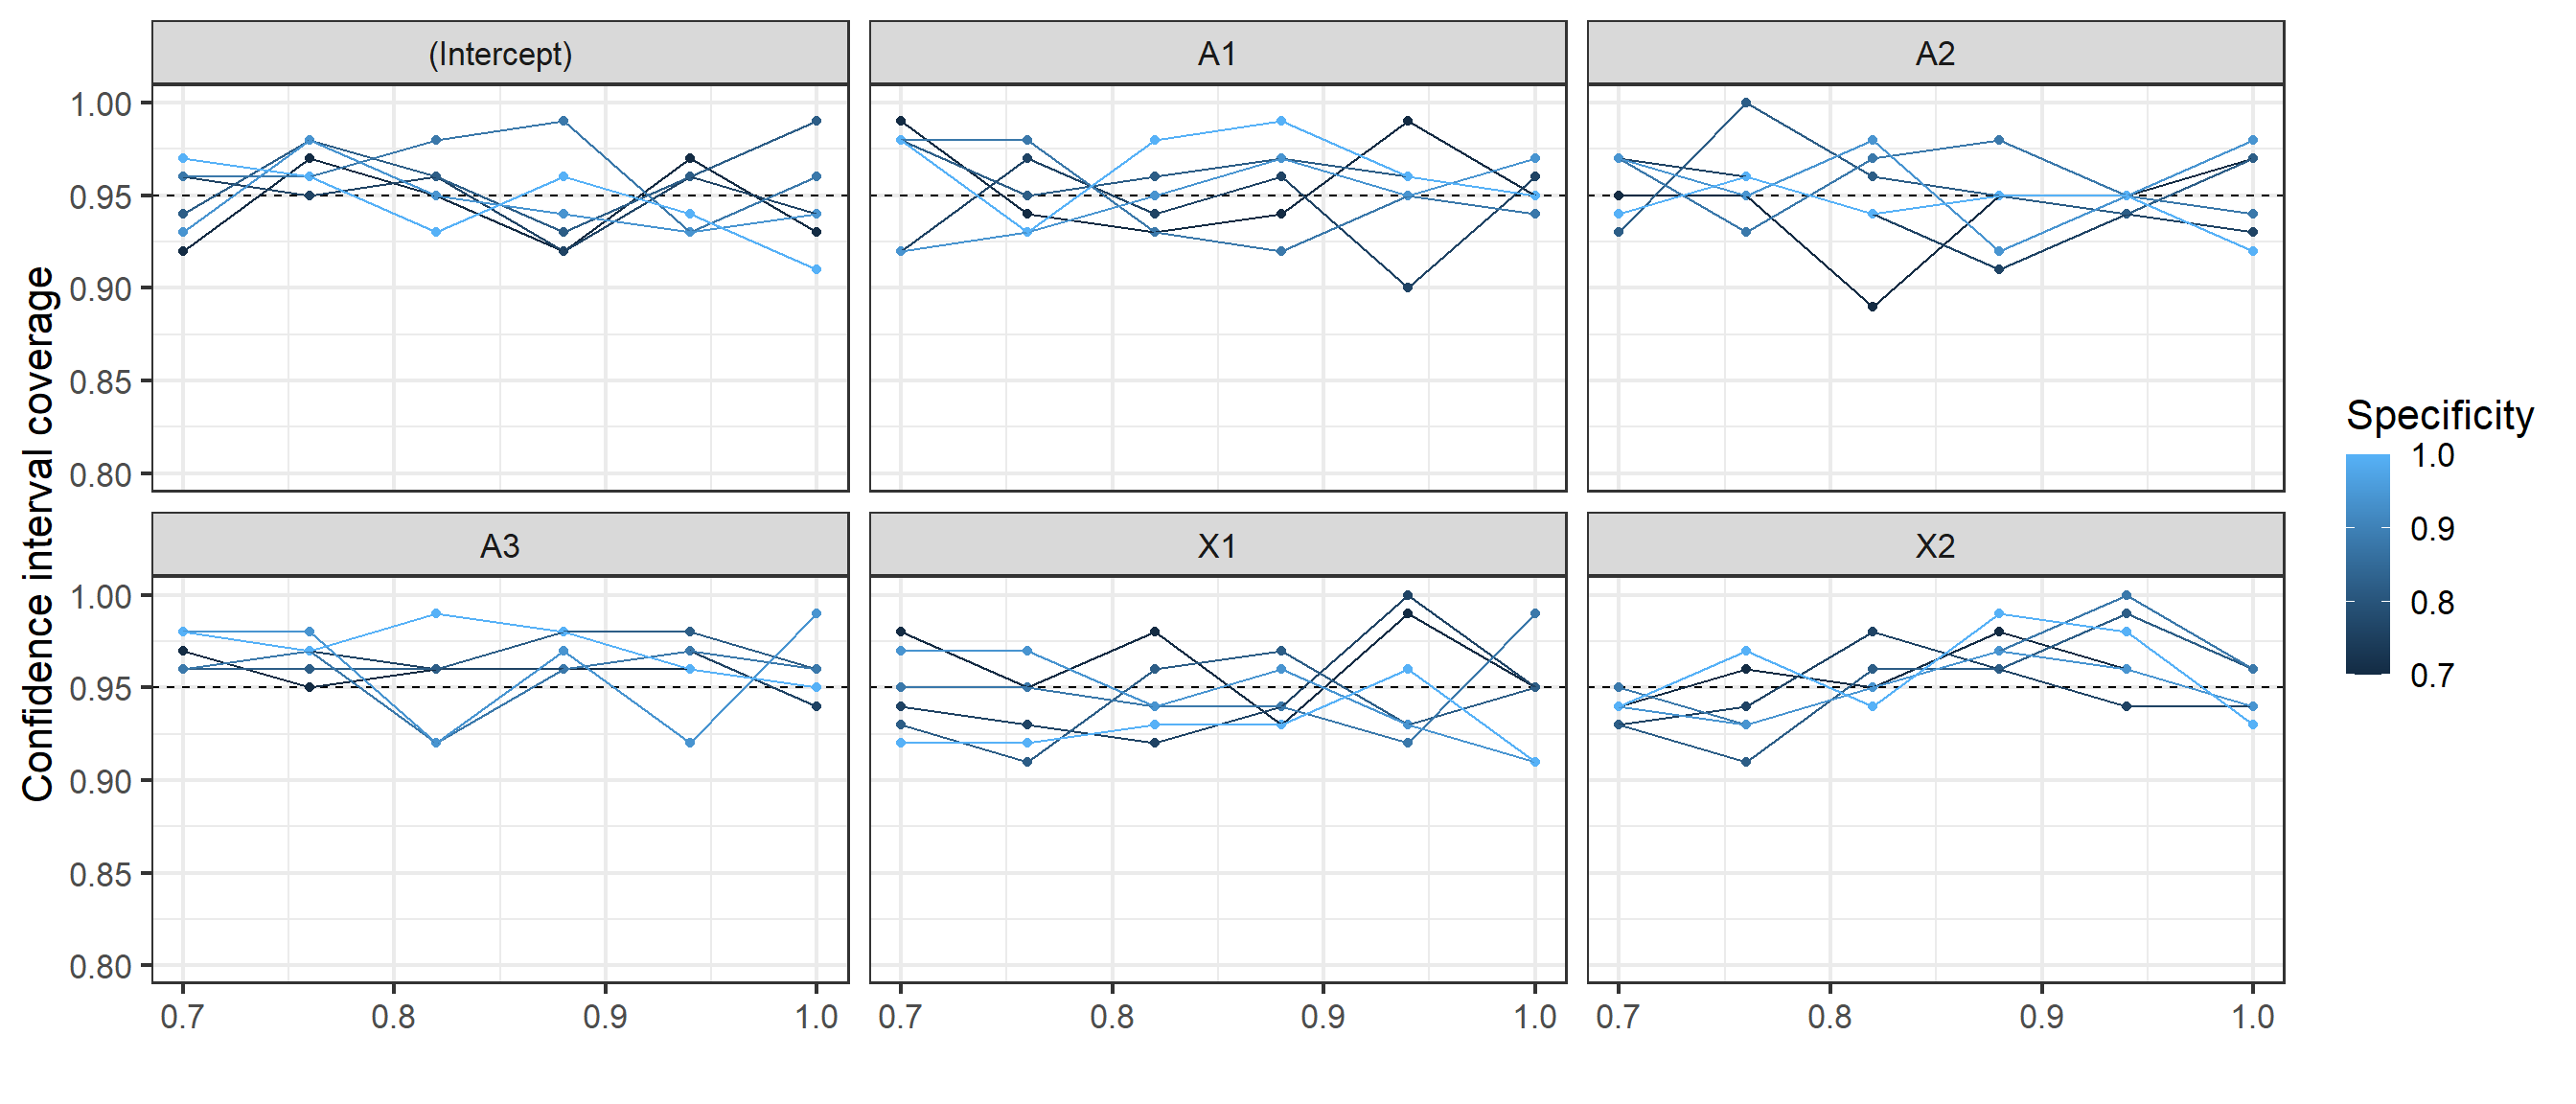 (Intercept)
A1
A2
1.00
0.95
0.90
0.85
0.80
A3
X1
X2
1.00
0.95
0.90
0.85
0.80
0.7 0.8 0.9 1.0
0.7 0.8 0.9 1.0
0.7 0.8 0.9 1.0
Confidence interval coverage
Specificity
1.0
0.9
0.8
0.7